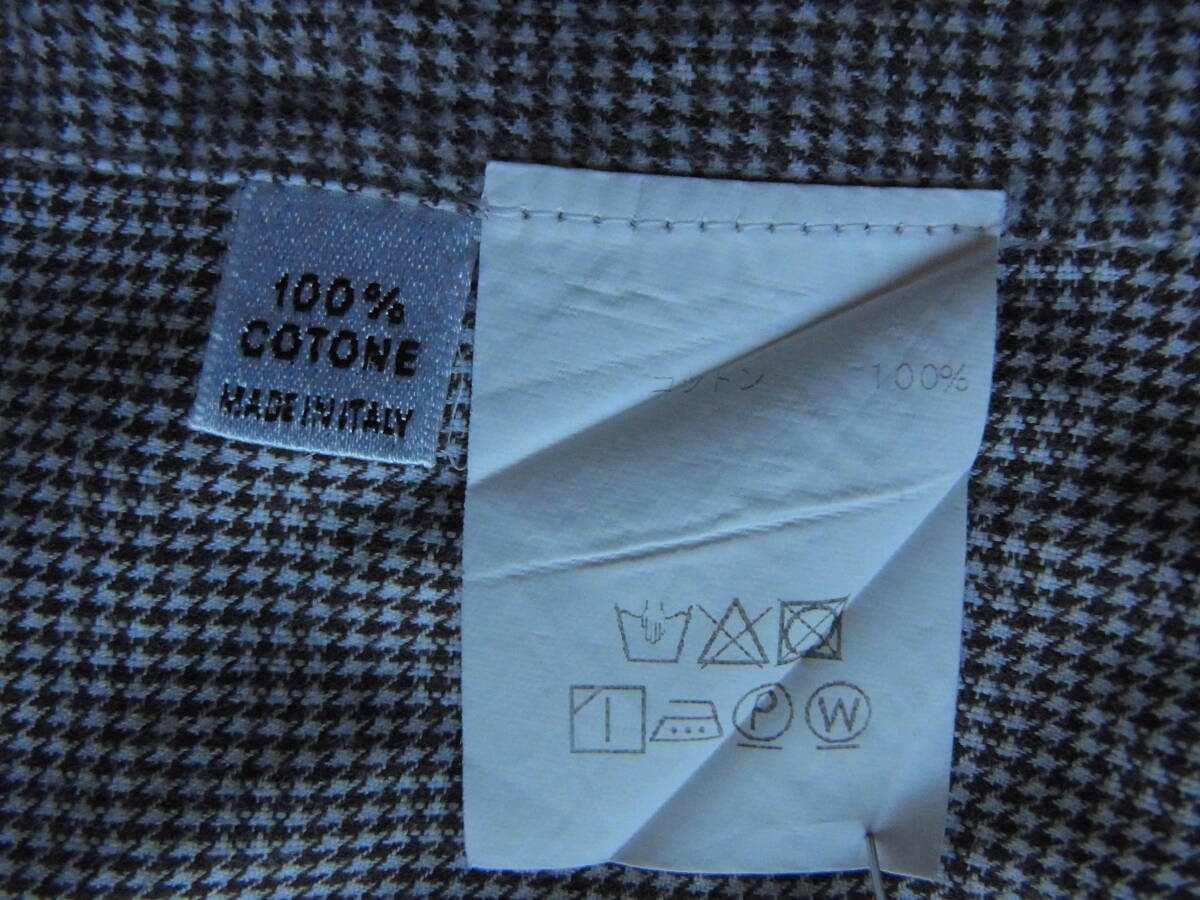 100%
COTONE
MADE IN ITALY
コットン 100%
P W